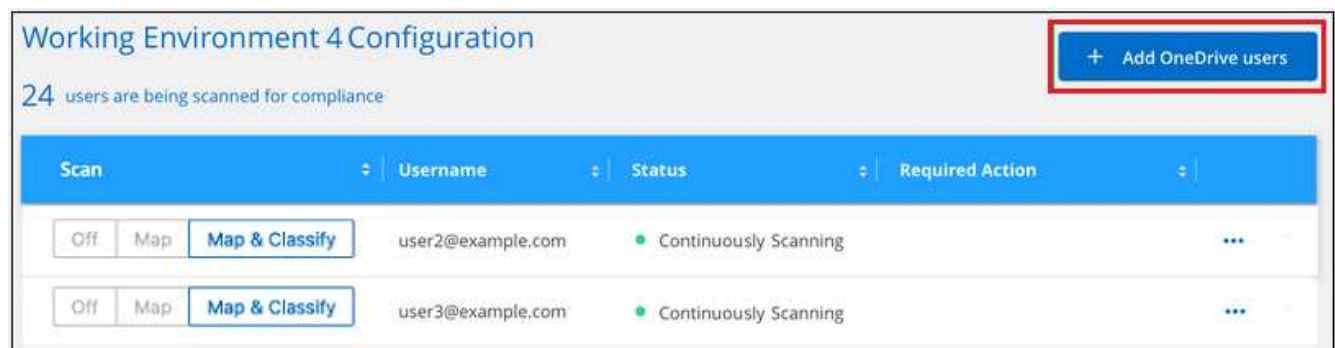 Working Environment 4 Configuration
+ Add OneDrive users
24 users are being scanned for compliance
Scan Username Status Required Action
Off Map Map & Classify user2@example.com Continuously Scanning ...
Off Map Map & Classify user3@example.com Continuously Scanning ...